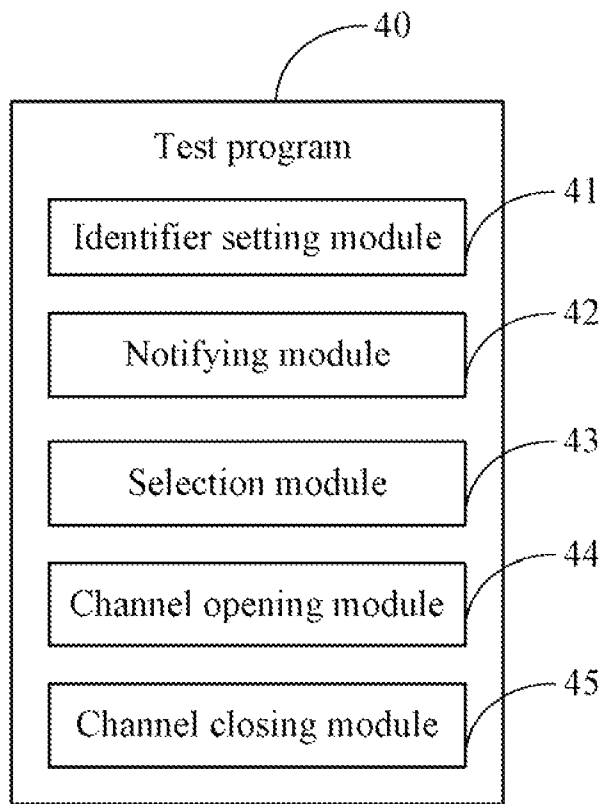 40
Test program
41
Identifier setting module
42
Notifying module
43
Selection module
44
Channel opening module
45
Channel closing module